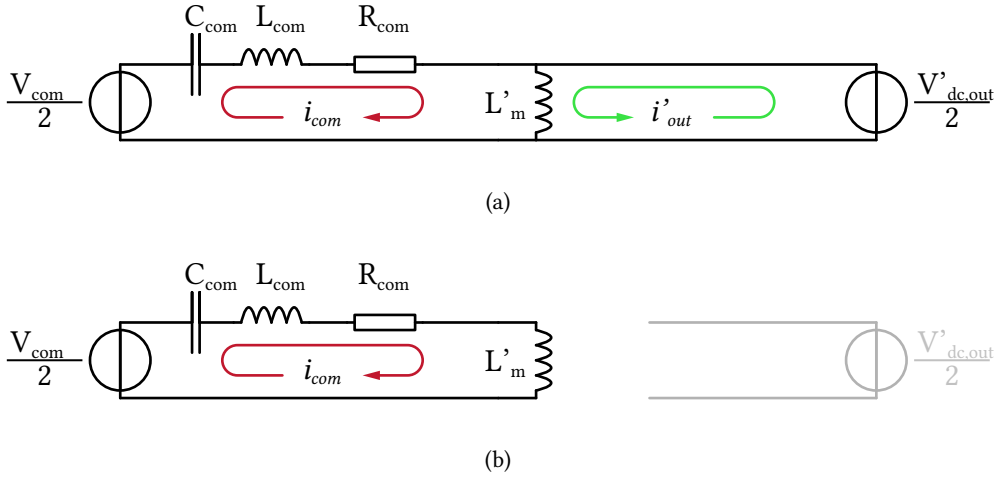 C_com L_com R_com
V_com/2
i_com
L'_m
i'_out
V'_dc,out/2
(a)
C_com L_com R_com
V_com/2
i_com
L'_m
V'_dc,out/2
(b)